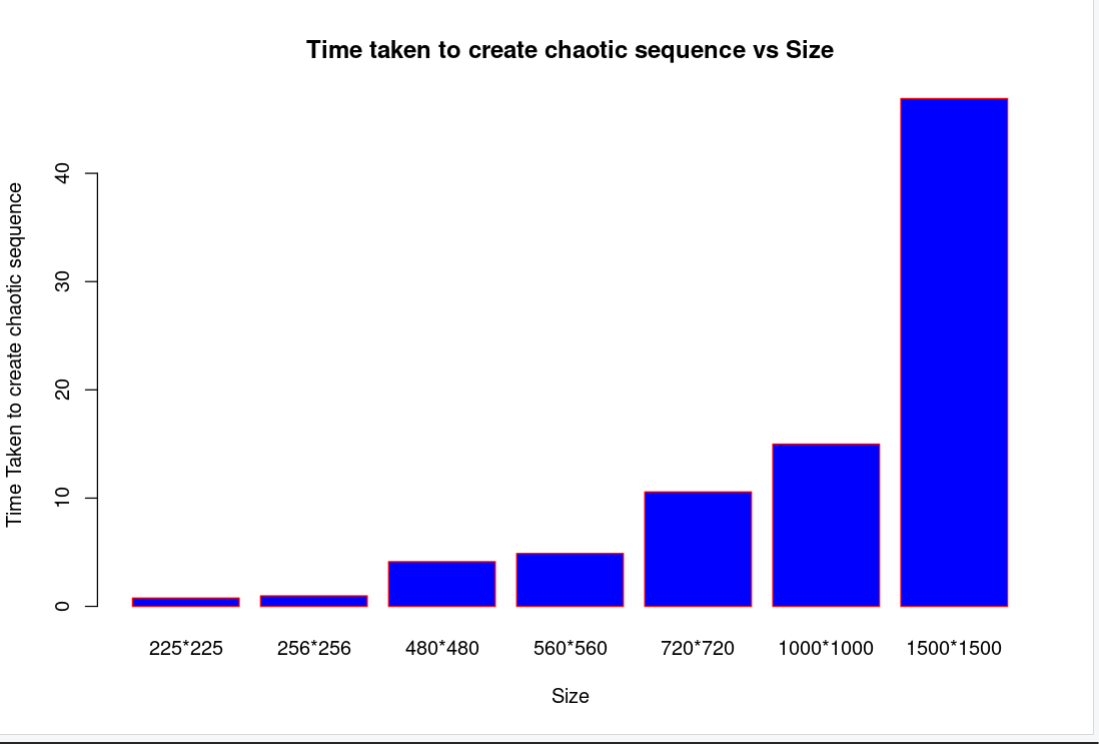 Time taken to create chaotic sequence vs Size
Time Taken to create chaotic sequence
40
30
20
10
0
225*225 256*256 480*480 560*560 720*720 1000*1000 1500*1500
Size